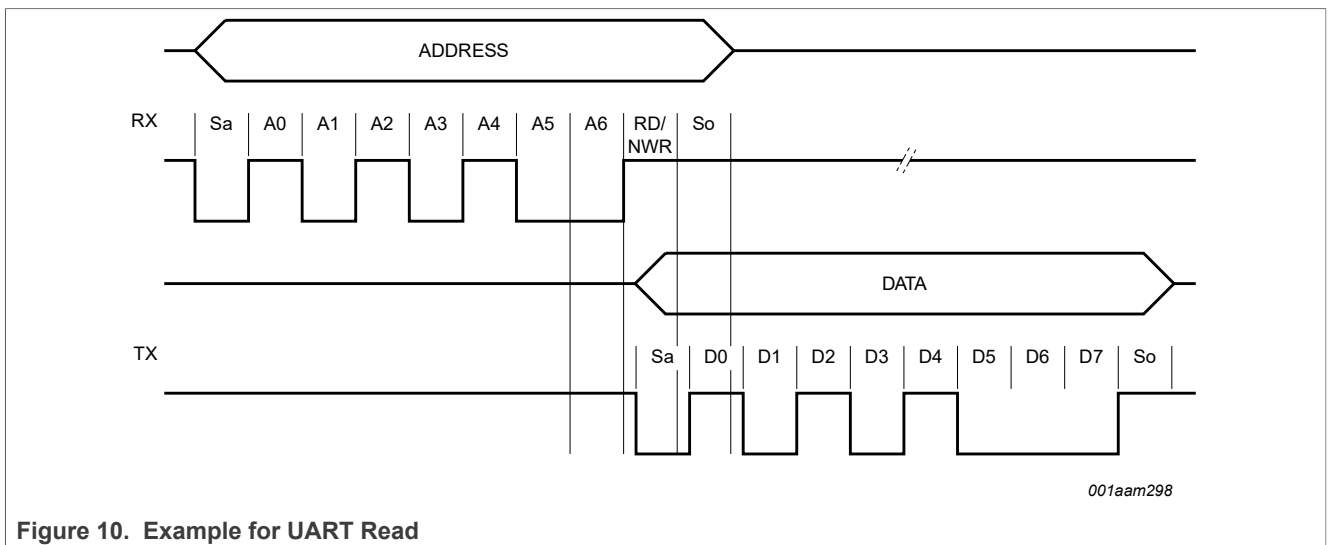 ADDRESS
RX Sa A0 A1 A2 A3 A4 A5 A6 RD/ So
NWR
DATA
TX Sa D0 D1 D2 D3 D4 D5 D6 D7 So
001aam298
Figure 10. Example for UART Read